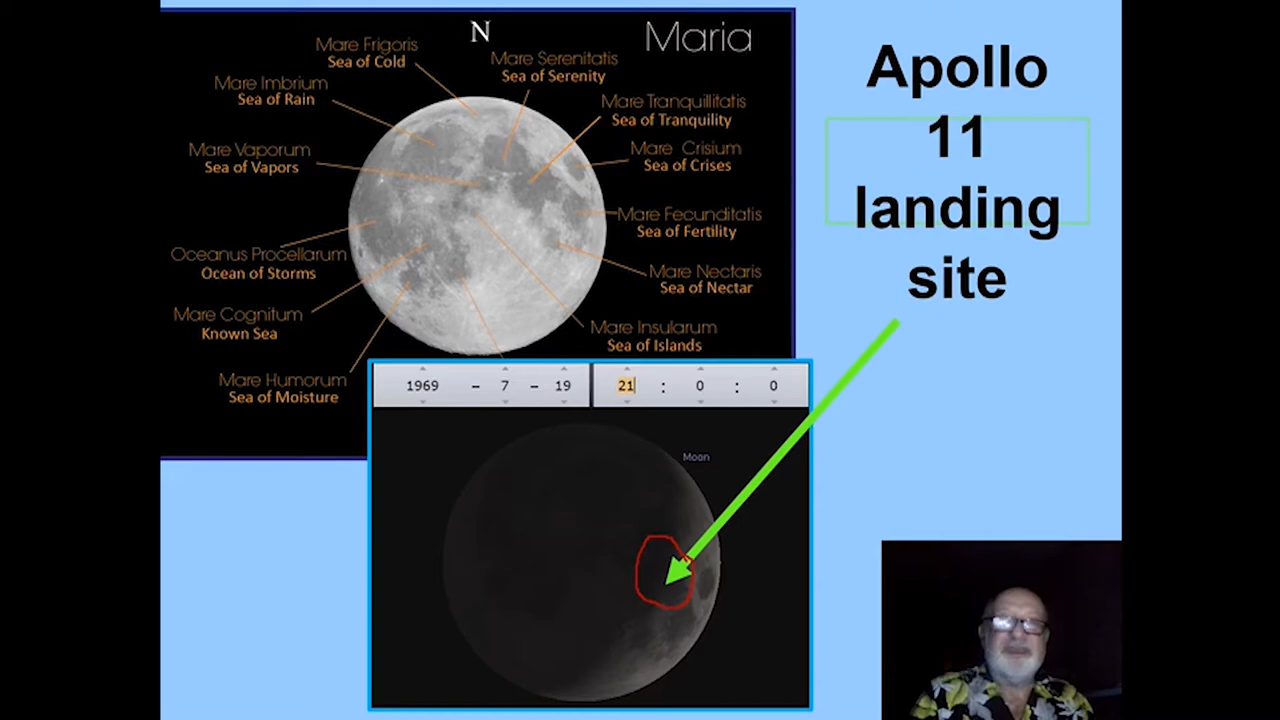 N
Maria
Mare Frigoris
Sea of Cold
Mare Serenitatis
Sea of Serenity
Mare Imbrium
Sea of Rain
Mare Tranquillitatis
Sea of Tranquility
Mare Vaporum
Sea of Vapors
Mare Crisium
Sea of Crises
Mare Fecunditatis
Sea of Fertility
Oceanus Procellarum
Ocean of Storms
Mare Nectaris
Sea of Nectar
Mare Cognitum
Known Sea
Mare Insularum
Sea of Islands
Mare Humorum
Sea of Moisture
Apollo
11
landing
site
1969 - 7 - 19 21 : 0 : 0
Moon